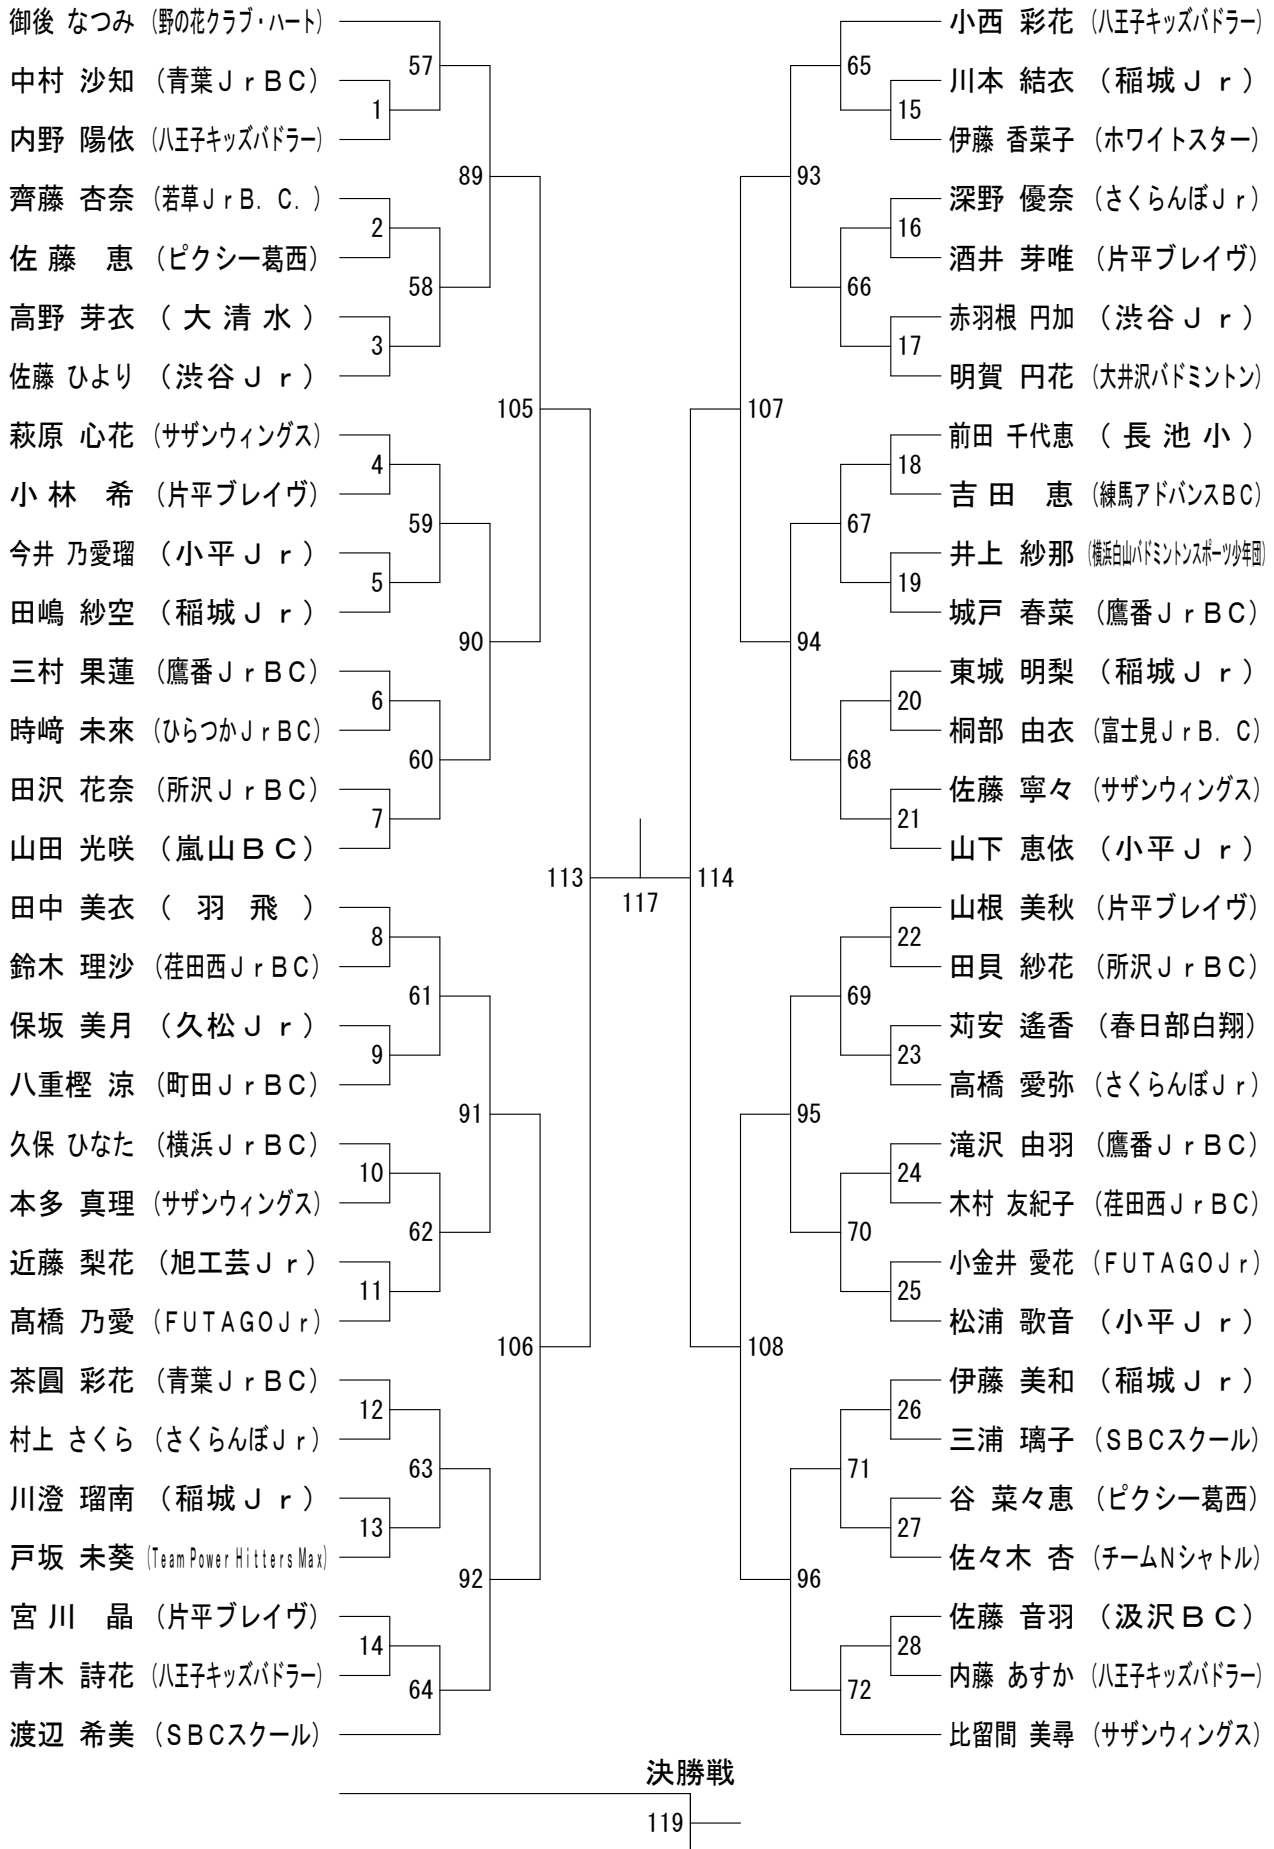 御後 なつみ (野の花クラブ・ハート)
57
中村 沙知 (青葉ＪｒＢＣ)
1
内野 陽依 (八王子キッズバドラー)
89
齊藤 杏奈 (若草ＪｒＢ．Ｃ．)
2
佐藤 恵 (ピクシー葛西)
58
高野 芽衣 (大清水)
3
佐藤 ひより (渋谷Ｊｒ)
105
萩原 心花 (サザンウィングス)
4
小林 希 (片平ブレイヴ)
59
今井 乃愛瑠 (小平Ｊｒ)
5
田嶋 紗空 (稲城Ｊｒ)
90
三村 果蓮 (鷹番ＪｒＢＣ)
6
時﨑 未來 (ひらつかＪｒＢＣ)
60
田沢 花奈 (所沢ＪｒＢＣ)
7
山田 光咲 (嵐山ＢＣ)
113
田中 美衣 (羽飛)
8
鈴木 理沙 (荏田西ＪｒＢＣ)
61
保坂 美月 (久松Ｊｒ)
9
八重樫 涼 (町田ＪｒＢＣ)
91
久保 ひなた (横浜ＪｒＢＣ)
10
本多 真理 (サザンウィングス)
62
近藤 梨花 (旭工芸Ｊｒ)
11
髙橋 乃愛 (ＦＵＴＡＧＯＪｒ)
106
茶圓 彩花 (青葉ＪｒＢＣ)
12
村上 さくら (さくらんぼＪｒ)
63
川澄 瑠南 (稲城Ｊｒ)
13
戸坂 未葵 (Team Power Hitters Max)
92
宮川 晶 (片平ブレイヴ)
14
青木 詩花 (八王子キッズバドラー)
64
渡辺 希美 (ＳＢＣスクール)
117
小西 彩花 (八王子キッズバドラー)
65
川本 結衣 (稲城Ｊｒ)
15
伊藤 香菜子 (ホワイトスター)
93
深野 優奈 (さくらんぼＪｒ)
16
酒井 芽唯 (片平ブレイヴ)
66
赤羽根 円加 (渋谷Ｊｒ)
17
明賀 円花 (大井沢バドミントン)
107
前田 千代恵 (長池小)
18
吉田 恵 (練馬アドバンスＢＣ)
67
井上 紗那 (横浜白山バドミントンスポーツ少年団)
19
城戸 春菜 (鷹番ＪｒＢＣ)
94
東城 明梨 (稲城Ｊｒ)
20
桐部 由衣 (富士見ＪｒＢ．Ｃ)
68
佐藤 寧々 (サザンウィングス)
21
山下 恵依 (小平Ｊｒ)
114
山根 美秋 (片平ブレイヴ)
22
田貝 紗花 (所沢ＪｒＢＣ)
69
苅安 遙香 (春日部白翔)
23
高橋 愛弥 (さくらんぼＪｒ)
95
滝沢 由羽 (鷹番ＪｒＢＣ)
24
木村 友紀子 (荏田西ＪｒＢＣ)
70
小金井 愛花 (ＦＵＴＡＧＯＪｒ)
25
松浦 歌音 (小平Ｊｒ)
108
伊藤 美和 (稲城Ｊｒ)
26
三浦 璃子 (ＳＢＣスクール)
71
谷 菜々恵 (ピクシー葛西)
27
佐々木 杏 (チームＮシャトル)
96
佐藤 音羽 (汲沢ＢＣ)
28
内藤 あすか (八王子キッズバドラー)
72
比留間 美尋 (サザンウィングス)
決勝戦
119